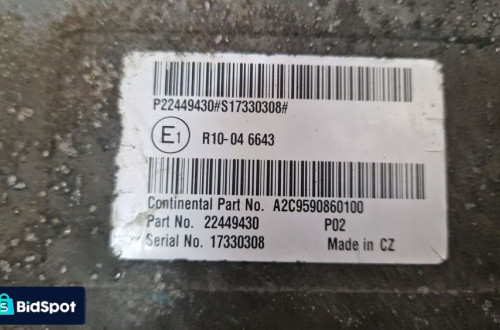 P22449430#S17330308#
E1
R10-04 6643
Continental Part No. A2C9590860100
Part No. 22449430 P02
Serial No. 17330308 Made in CZ
BidSpot